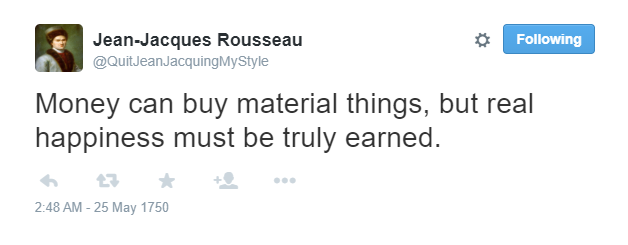 Jean-Jacques Rousseau
@QuitJeanJacquingMyStyle
Following
Money can buy material things, but real
happiness must be truly earned.
2:48 AM - 25 May 1750